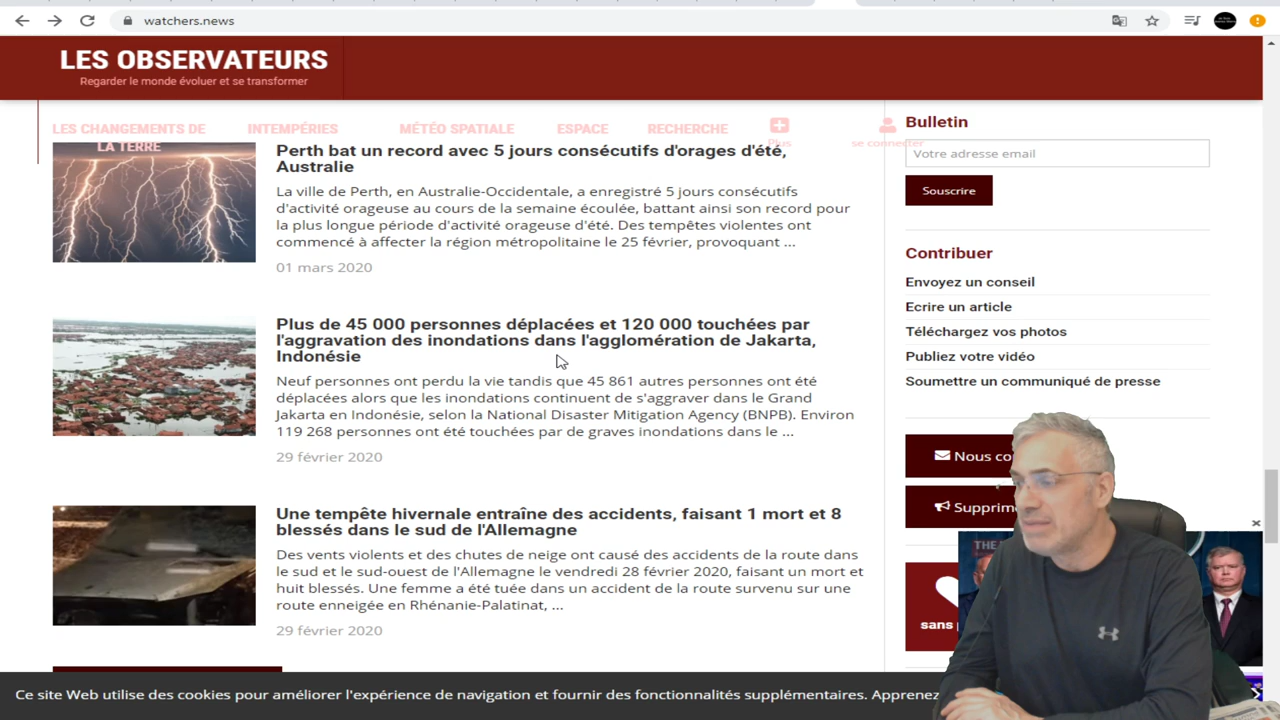 watchers.news
LES OBSERVATEURS
Regarder le monde évoluer et se transformer
LES CHANGEMENTS DE
LA TERRE
INTEMPÉRIES
MÉTÉO SPATIALE
ESPACE
RECHERCHE
Plus
se connecter
Perth bat un record avec 5 jours consécutifs d'orages d'été,
Australie
La ville de Perth, en Australie-Occidentale, a enregistré 5 jours consécutifs
d'activité orageuse au cours de la semaine écoulée, battant ainsi son record pour
la plus longue période d'activité orageuse d'été. Des tempêtes violentes ont
commencé à affecter la région métropolitaine le 25 février, provoquant ...
01 mars 2020
Plus de 45 000 personnes déplacées et 120 000 touchées par
l'aggravation des inondations dans l'agglomération de Jakarta,
Indonésie
Neuf personnes ont perdu la vie tandis que 45 861 autres personnes ont été
déplacées alors que les inondations continuent de s'aggraver dans le Grand
Jakarta en Indonésie, selon la National Disaster Mitigation Agency (BNPB). Environ
119 268 personnes ont été touchées par de graves inondations dans le ...
29 février 2020
Une tempête hivernale entraîne des accidents, faisant 1 mort et 8
blessés dans le sud de l'Allemagne
Des vents violents et des chutes de neige ont causé des accidents de la route dans
le sud et le sud-ouest de l'Allemagne le vendredi 28 février 2020, faisant un mort et
huit blessés. Une femme a été tuée dans un accident de la route survenu sur une
route enneigée en Rhénanie-Palatinat, ...
29 février 2020
Bulletin
Votre adresse email
Souscrire
Contribuer
Envoyez un conseil
Ecrire un article
Téléchargez vos photos
Publiez votre vidéo
Soumettre un communiqué de presse
Nous co
Supprim
sans p
Ce site Web utilise des cookies pour améliorer l'expérience de navigation et fournir des fonctionnalités supplémentaires. Apprenez